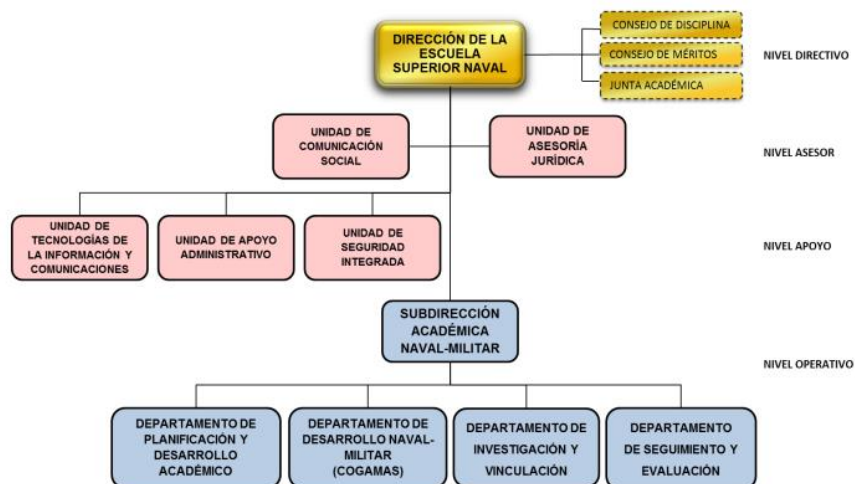 DIRECCIÓN DE LA
ESCUELA
SUPERIOR NAVAL
CONSEJO DE DISCIPLINA
CONSEJO DE MÉRITOS
JUNTA ACADÉMICA
NIVEL DIRECTIVO
UNIDAD DE
COMUNICACIÓN
SOCIAL
UNIDAD DE
ASESORÌA
JURÍDICA
NIVEL ASESOR
UNIDAD DE
TECNOLOGÍAS DE
LA INFORMACIÓN Y
COMUNICACIONES
UNIDAD DE APOYO
ADMINISTRATIVO
UNIDAD DE
SEGURIDAD
INTEGRADA
NIVEL APOYO
SUBDIRECCIÓN
ACADÉMICA
NAVAL-MILITAR
NIVEL OPERATIVO
DEPARTAMENTO DE
PLANIFICACIÓN Y
DESARROLLO
ACADÉMICO
DEPARTAMENTO DE
DESARROLLO NAVAL-
MILITAR
(COGAMAS)
DEPARTAMENTO DE
INVESTIGACIÓN Y
VINCULACIÓN
DEPARTAMENTO
DE SEGUIMIENTO Y
EVALUACIÓN